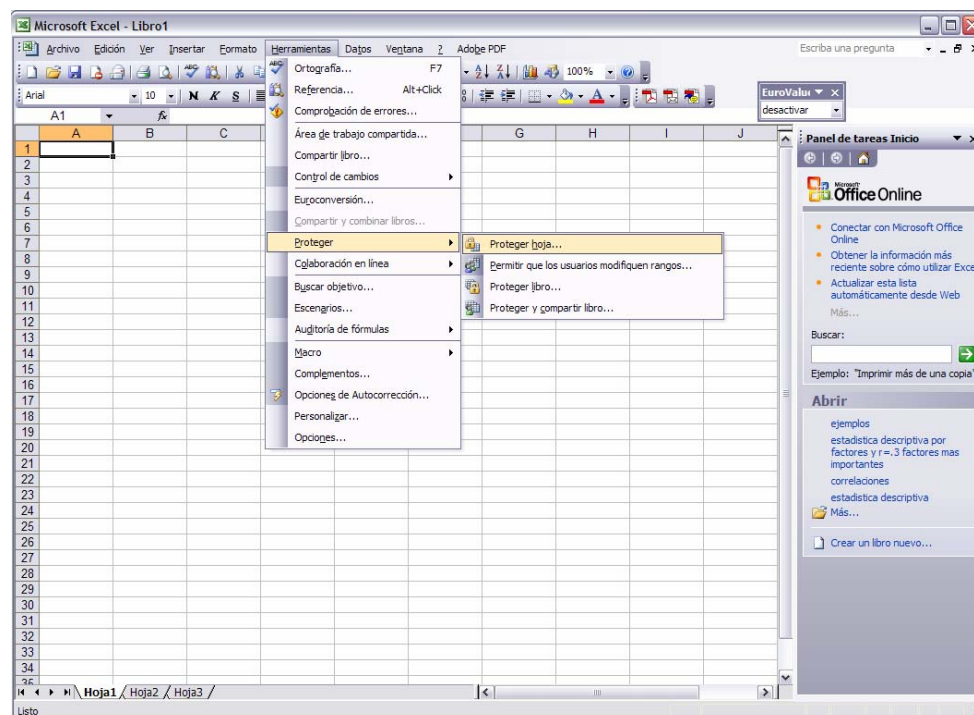 Microsoft Excel - Libro1
Archivo Edición Ver Insertar Formato Herramientas Datos Ventana ? Adobe PDF
Escriba una pregunta
100%
Arial 10 N K S
EuroValu
desactivar
A1 fx
A B C G H I J
1
2
3
4
5
6
7
8
9
10
11
12
13
14
15
16
17
18
19
20
21
22
23
24
25
26
27
28
29
30
31
32
33
34
35
Ortografía... F7
Referencia... Alt+Click
Comprobación de errores...
Área de trabajo compartida...
Compartir libro...
Control de cambios
Euroconversión...
Compartir y combinar libros...
Proteger
Colaboración en línea
Buscar objetivo...
Escenarios...
Auditoría de fórmulas
Macro
Complementos...
Opciones de Autocorrección...
Personalizar...
Opciones...
Proteger hoja...
Permitir que los usuarios modifiquen rangos...
Proteger libro...
Proteger y compartir libro...
Panel de tareas Inicio
Microsoft
Office Online
Conectar con Microsoft Office
Online
Obtener la información más
reciente sobre cómo utilizar Exce
Actualizar esta lista
automáticamente desde Web
Más...
Buscar:
Ejemplo: "Imprimir más de una copia"
Abrir
ejemplos
estadistica descriptiva por
factores y r=.3 factores mas
importantes
correlaciones
estadistica descriptiva
Más...
Crear un libro nuevo...
Hoja1 Hoja2 Hoja3
Listo